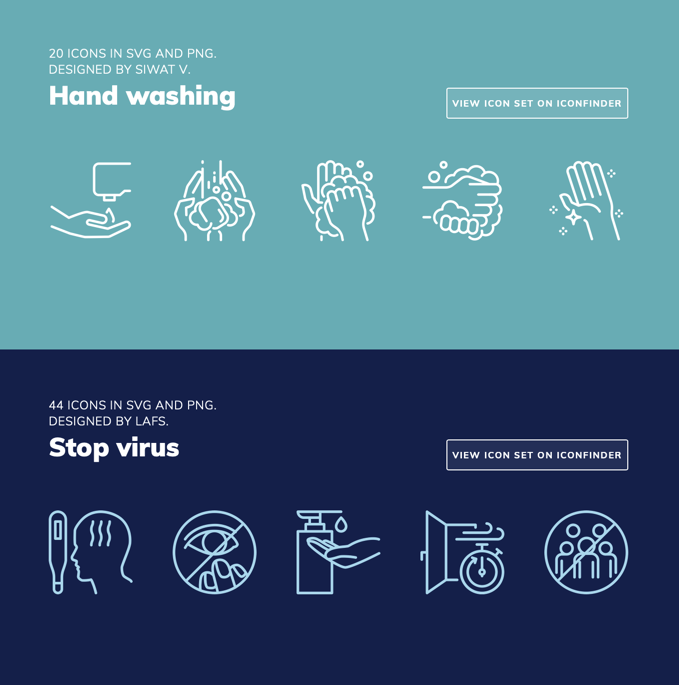 20 ICONS IN SVG AND PNG.
DESIGNED BY SIWAT V.
Hand washing
VIEW ICON SET ON ICONFINDER
44 ICONS IN SVG AND PNG.
DESIGNED BY LAFS.
Stop virus
VIEW ICON SET ON ICONFINDER